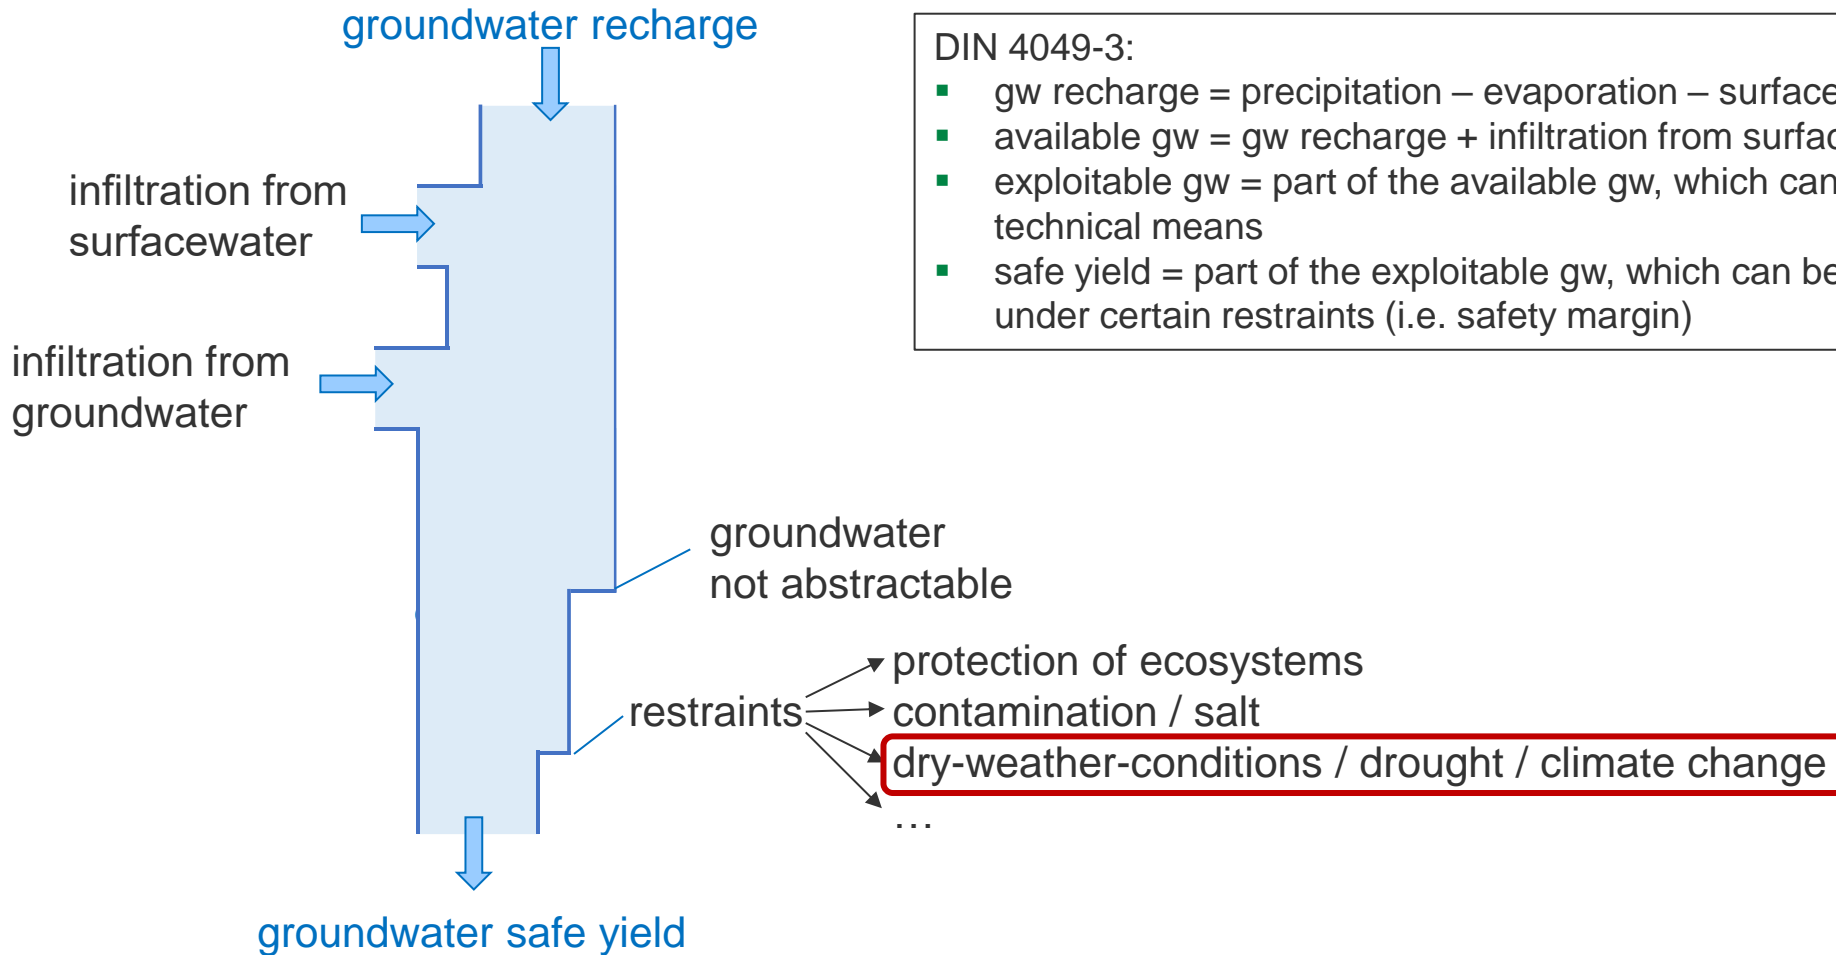 groundwater recharge
DIN 4049-3:
▪ gw recharge = precipitation – evaporation – surface
▪ available gw = gw recharge + infiltration from
▪ exploitable gw = part of the available gw, which can
technical means
▪ safe yield = part of the exploitable gw, which can be
under certain restraints (i.e. safety margin)
infiltration from
surfacewater
infiltration from
groundwater
groundwater
not abstractable
restraints
protection of ecosystems
contamination / salt
dry-weather-conditions / drought / climate change
…
groundwater safe yield